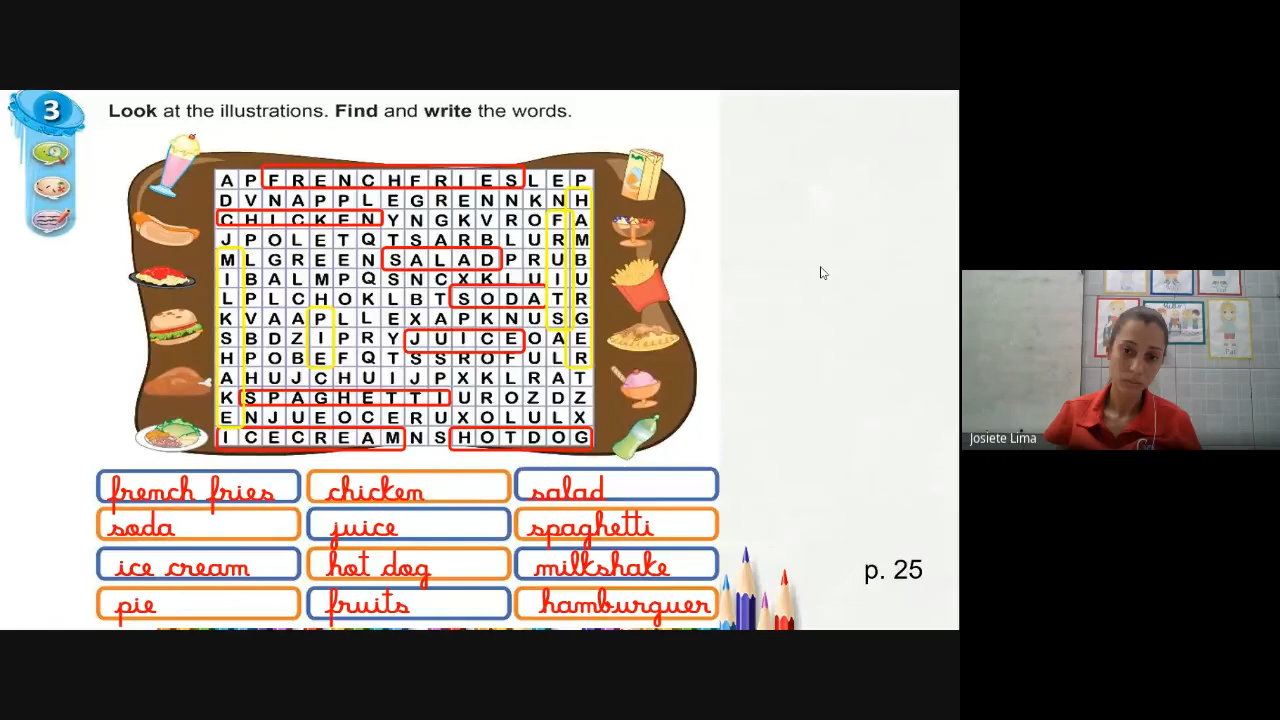 3
Look at the illustrations. Find and write the words.
A P F R E N C H F R I E S L E P
D V N A P P L E G R E N N K N H
C H I C K E N Y N G K V R O F A
J P O L E T Q T S A R B L U R M
M L G R E E N S A L A D P R U B
I B A L M P Q S N C X K L U I U
L P L C H O K L B T S O D A T R
K V A A P L L E X A P K N U S G
S B D Z I P R Y J U I C E O A E
H P O B E F Q T S S R O F U L R
A H U J C H U I J P X K L R A T
K S P A G H E T T I U R O Z D Z
E N J U E O C E R U X O L U L X
I C E C R E A M N S H O T D O G
french fries chicken salad
soda juice spaghetti
ice cream hot dog milkshake
pie fruits hamburguer
p. 25
Josiete Lima